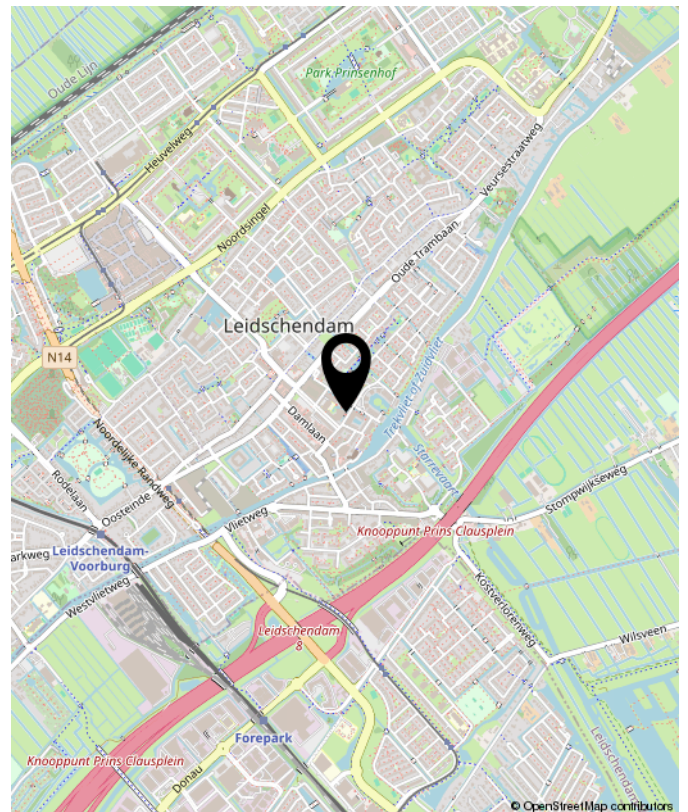 Oude Lijn
Park Prinsenhof
Heuvelweg
Veursestraatweg
Noordsingel
Oude Trambaan
Leidschendam
N14
Trekvliet of Zuidvliet
Damlaan
Starrevaart
Noordelijke Randweg
Rodelaan
Stompwijkseweg
Oosteinde
Vlietweg
Knooppunt Prins Clausplein
arkweg
Leidschendam-
Voorburg
Westvlietweg
Kostverlorenweg
Leidschendam
8
Wilsveen
Leidschendam
Forepark
Knooppunt Prins Clausplein
Donau
© OpenStreetMap contributors